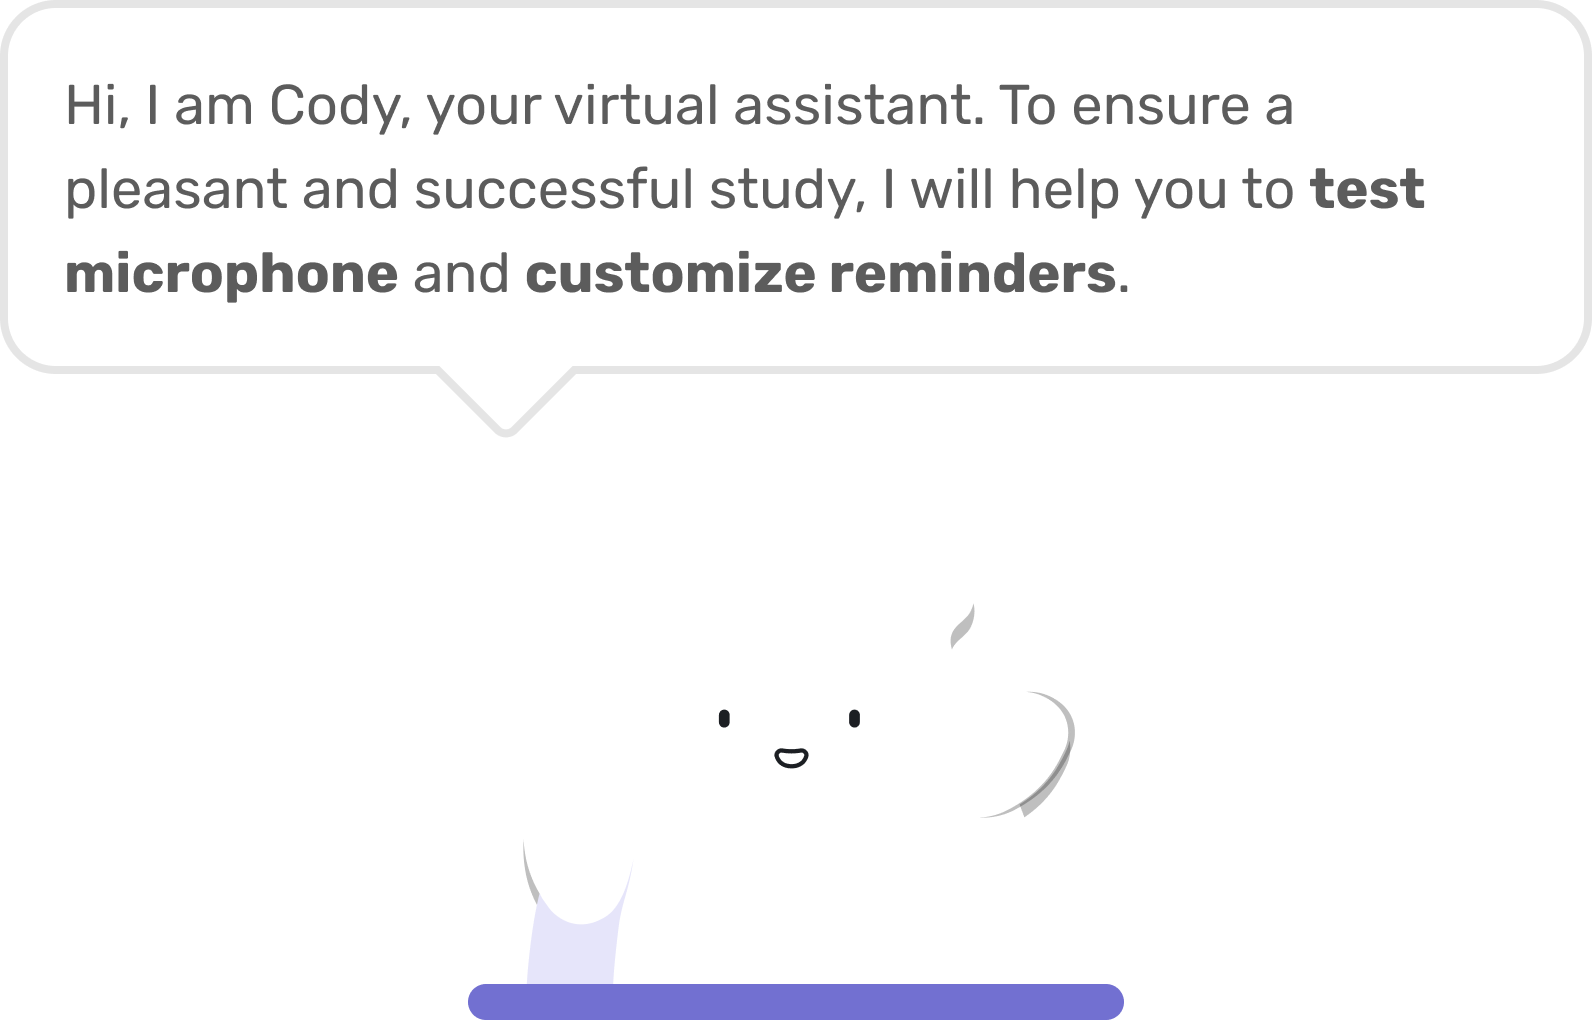 Hi, I am Cody, your virtual assistant. To ensure a
pleasant and successful study, I will help you to test
microphone and customize reminders.